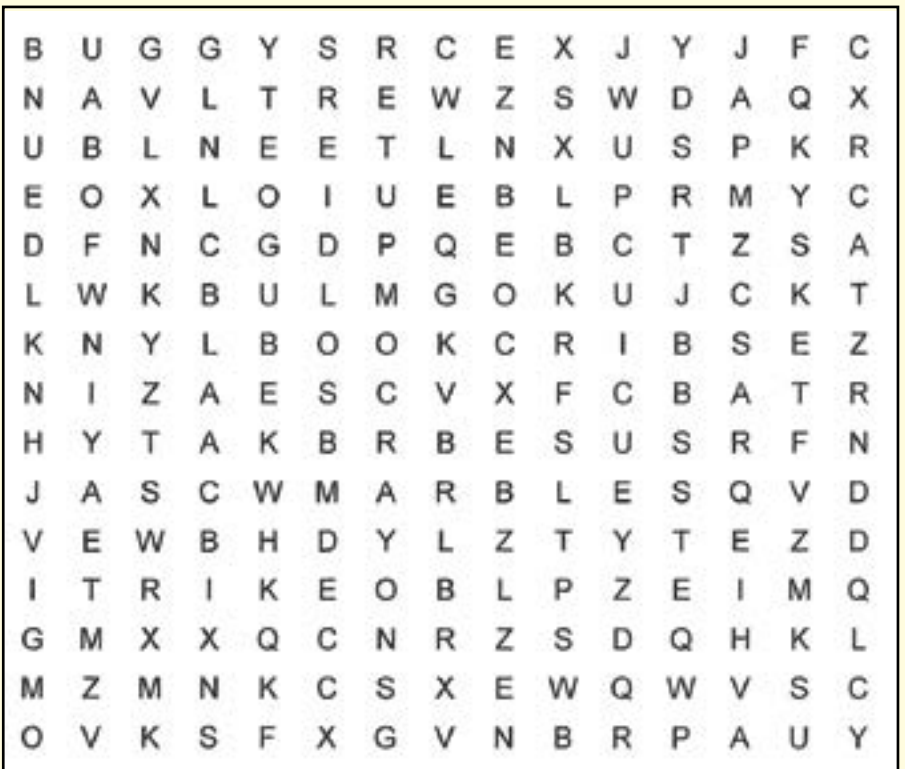 B U G G Y S R C E X J Y J F C
N A V L T R E W Z S W D A Q X
U B L N E E T L N X U S P K R
E O X L O I U E B L P R M Y C
D F N C G D P Q E B C T Z S A
L W K B U L M G O K U J C K T
K N Y L B O O K C R I B S E Z
N I Z A E S C V X F C B A T R
H Y T A K B R B E S U S R F N
J A S C W M A R B L E S Q V D
V E W B H D Y L Z T Y T E Z D
I T R I K E O B L P Z E I M Q
G M X X Q C N R Z S D Q H K L
M Z M N K C S X E W Q W V S C
O V K S F X G V N B R P A U Y